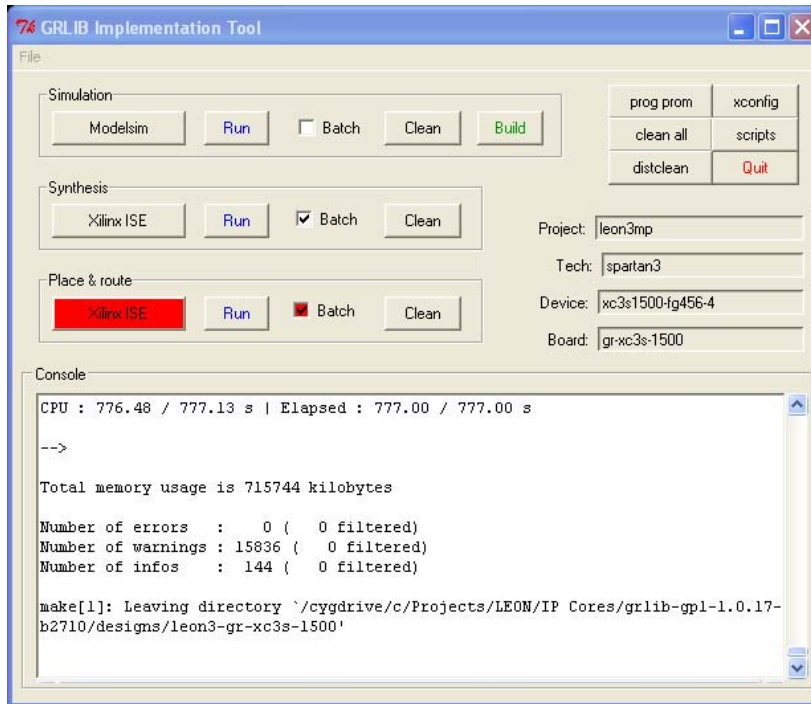 7k GRLIB Implementation Tool
File
Simulation
Modelsim Run Batch Clean Build
prog prom xconfig
clean all scripts
distclean Quit
Synthesis
Xilinx ISE Run Batch Clean
Project: leon3mp
Tech: spartan3
Place & route
Xilinx ISE Run Batch Clean
Device: xc3s1500-fg456-4
Board: gr-xc3s-1500
Console
CPU : 776.48 / 777.13 s | Elapsed : 777.00 / 777.00 s
-->
Total memory usage is 715744 kilobytes
Number of errors : 0 ( 0 filtered)
Number of warnings : 15836 ( 0 filtered)
Number of infos : 144 ( 0 filtered)
make[1]: Leaving directory `/cygdrive/c/Projects/LEON/IP Cores/grlib-gpl-1.0.17-
b2710/designs/leon3-gr-xc3s-1500'